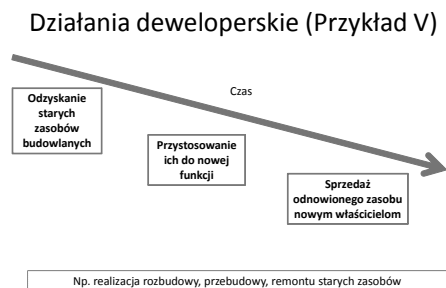 Działania deweloperskie (Przykład V)
Czas
Odzyskanie
starych
zasobów
budowlanych
Przystosowanie
ich do nowej
funkcji
Sprzedaż
odnowionego zasobu
nowym właścicielom
Np. realizacja rozbudowy, przebudowy, remontu starych zasobów